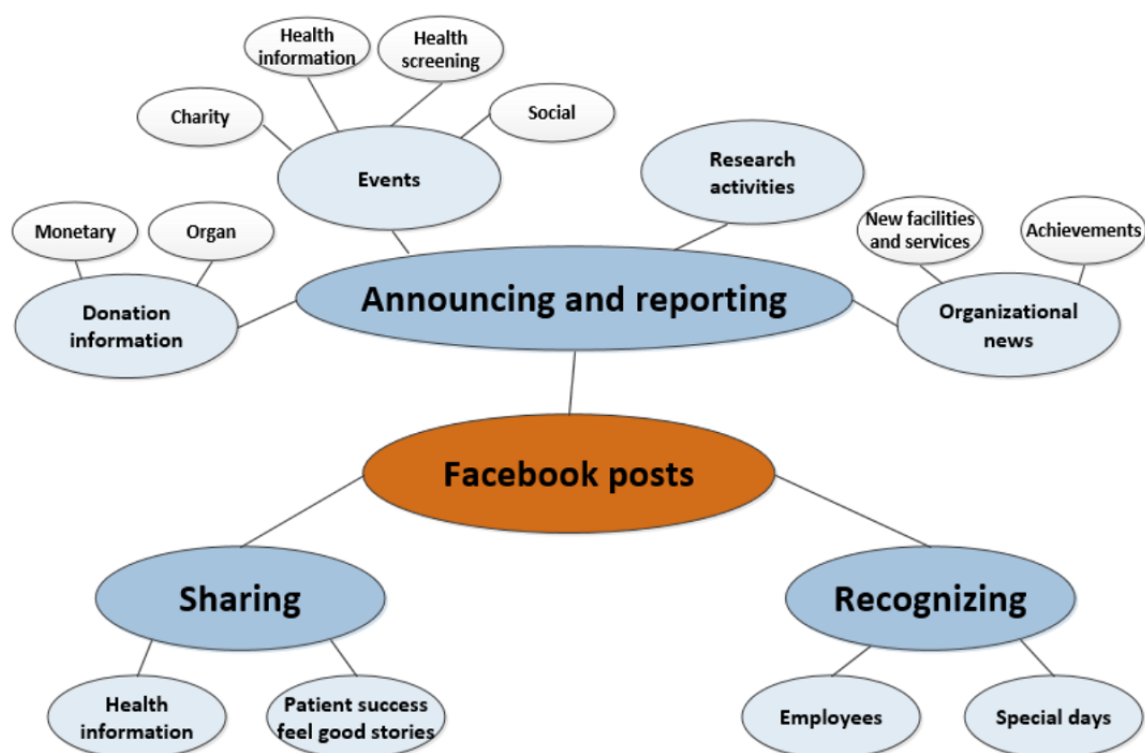 Health
information
Health
screening
Charity
Social
Events
Research
activities
Monetary
Organ
New facilities
and services
Achievements
Donation
information
Announcing and reporting
Organizational
news
Facebook posts
Sharing
Recognizing
Health
information
Patient success
feel good stories
Employees
Special days